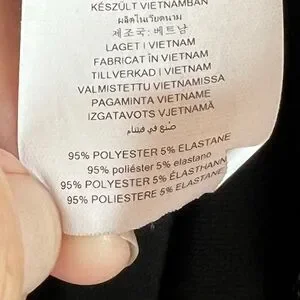 KÉSZÜLT VIETNAMBAN
ผลิตในเวียดนาม
제조국: 베트남
LAGET I VIETNAM
FABRICAT ÎN VIETNAM
TILLVERKAD I VIETNAM
VALMISTETTU VIETNAMISSA
PAGAMINTA VIETNAME
IZGATAVOTS VJETNAMĀ
صنع في فيتنام
95% POLYESTER 5% ELASTANE
95% poliéster 5% elastano
95% POLYESTER 5% ÉLASTHANNE
95% POLIESTERE 5% ELASTANE